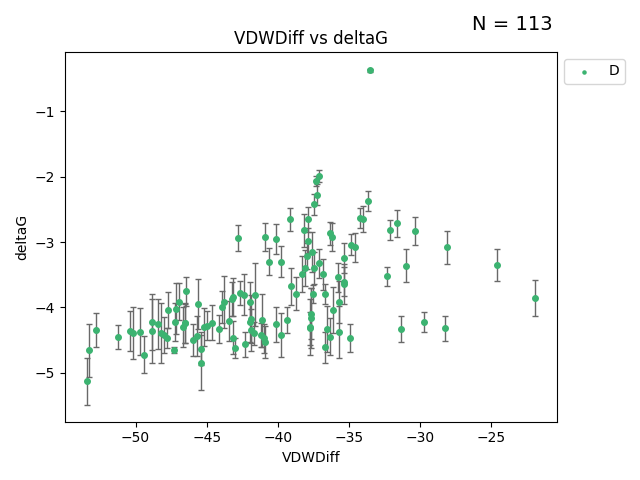 N = 113
VDWDiff vs deltaG
D
−1
−2
−3
−4
−5
deltaG
−50 −45 −40 −35 −30 −25
VDWDiff